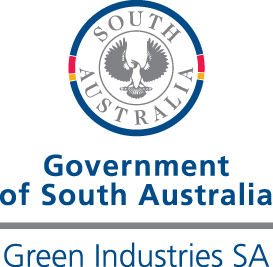 SOUTH
AUSTRALIA
Government
of South Australia
Green Industries SA